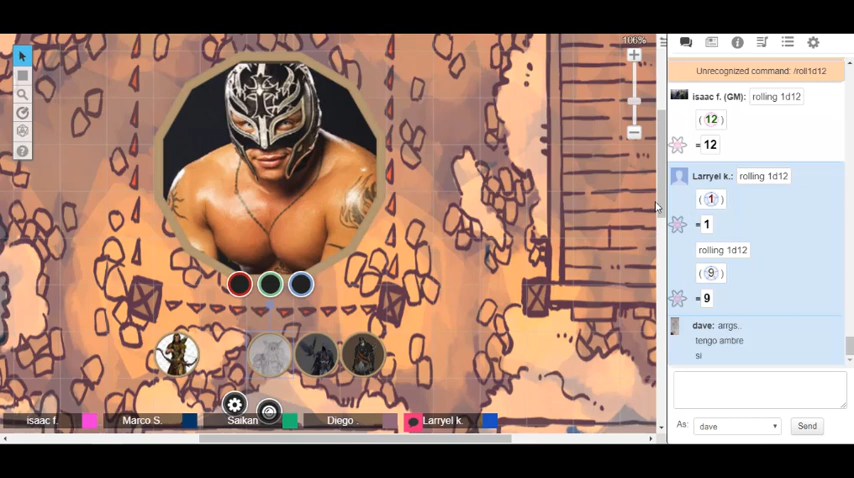 106%
Unrecognized command: /roll1d12
isaac f. (GM): rolling 1d12
(12)
=12
Larryel k.: rolling 1d12
(1)
=1
rolling 1d12
(9)
=9
dave: arrgs..
tengo ambre
si
isaac f.
Marco S.
Saikan
Diego .
Larryel k.
As: dave
Send